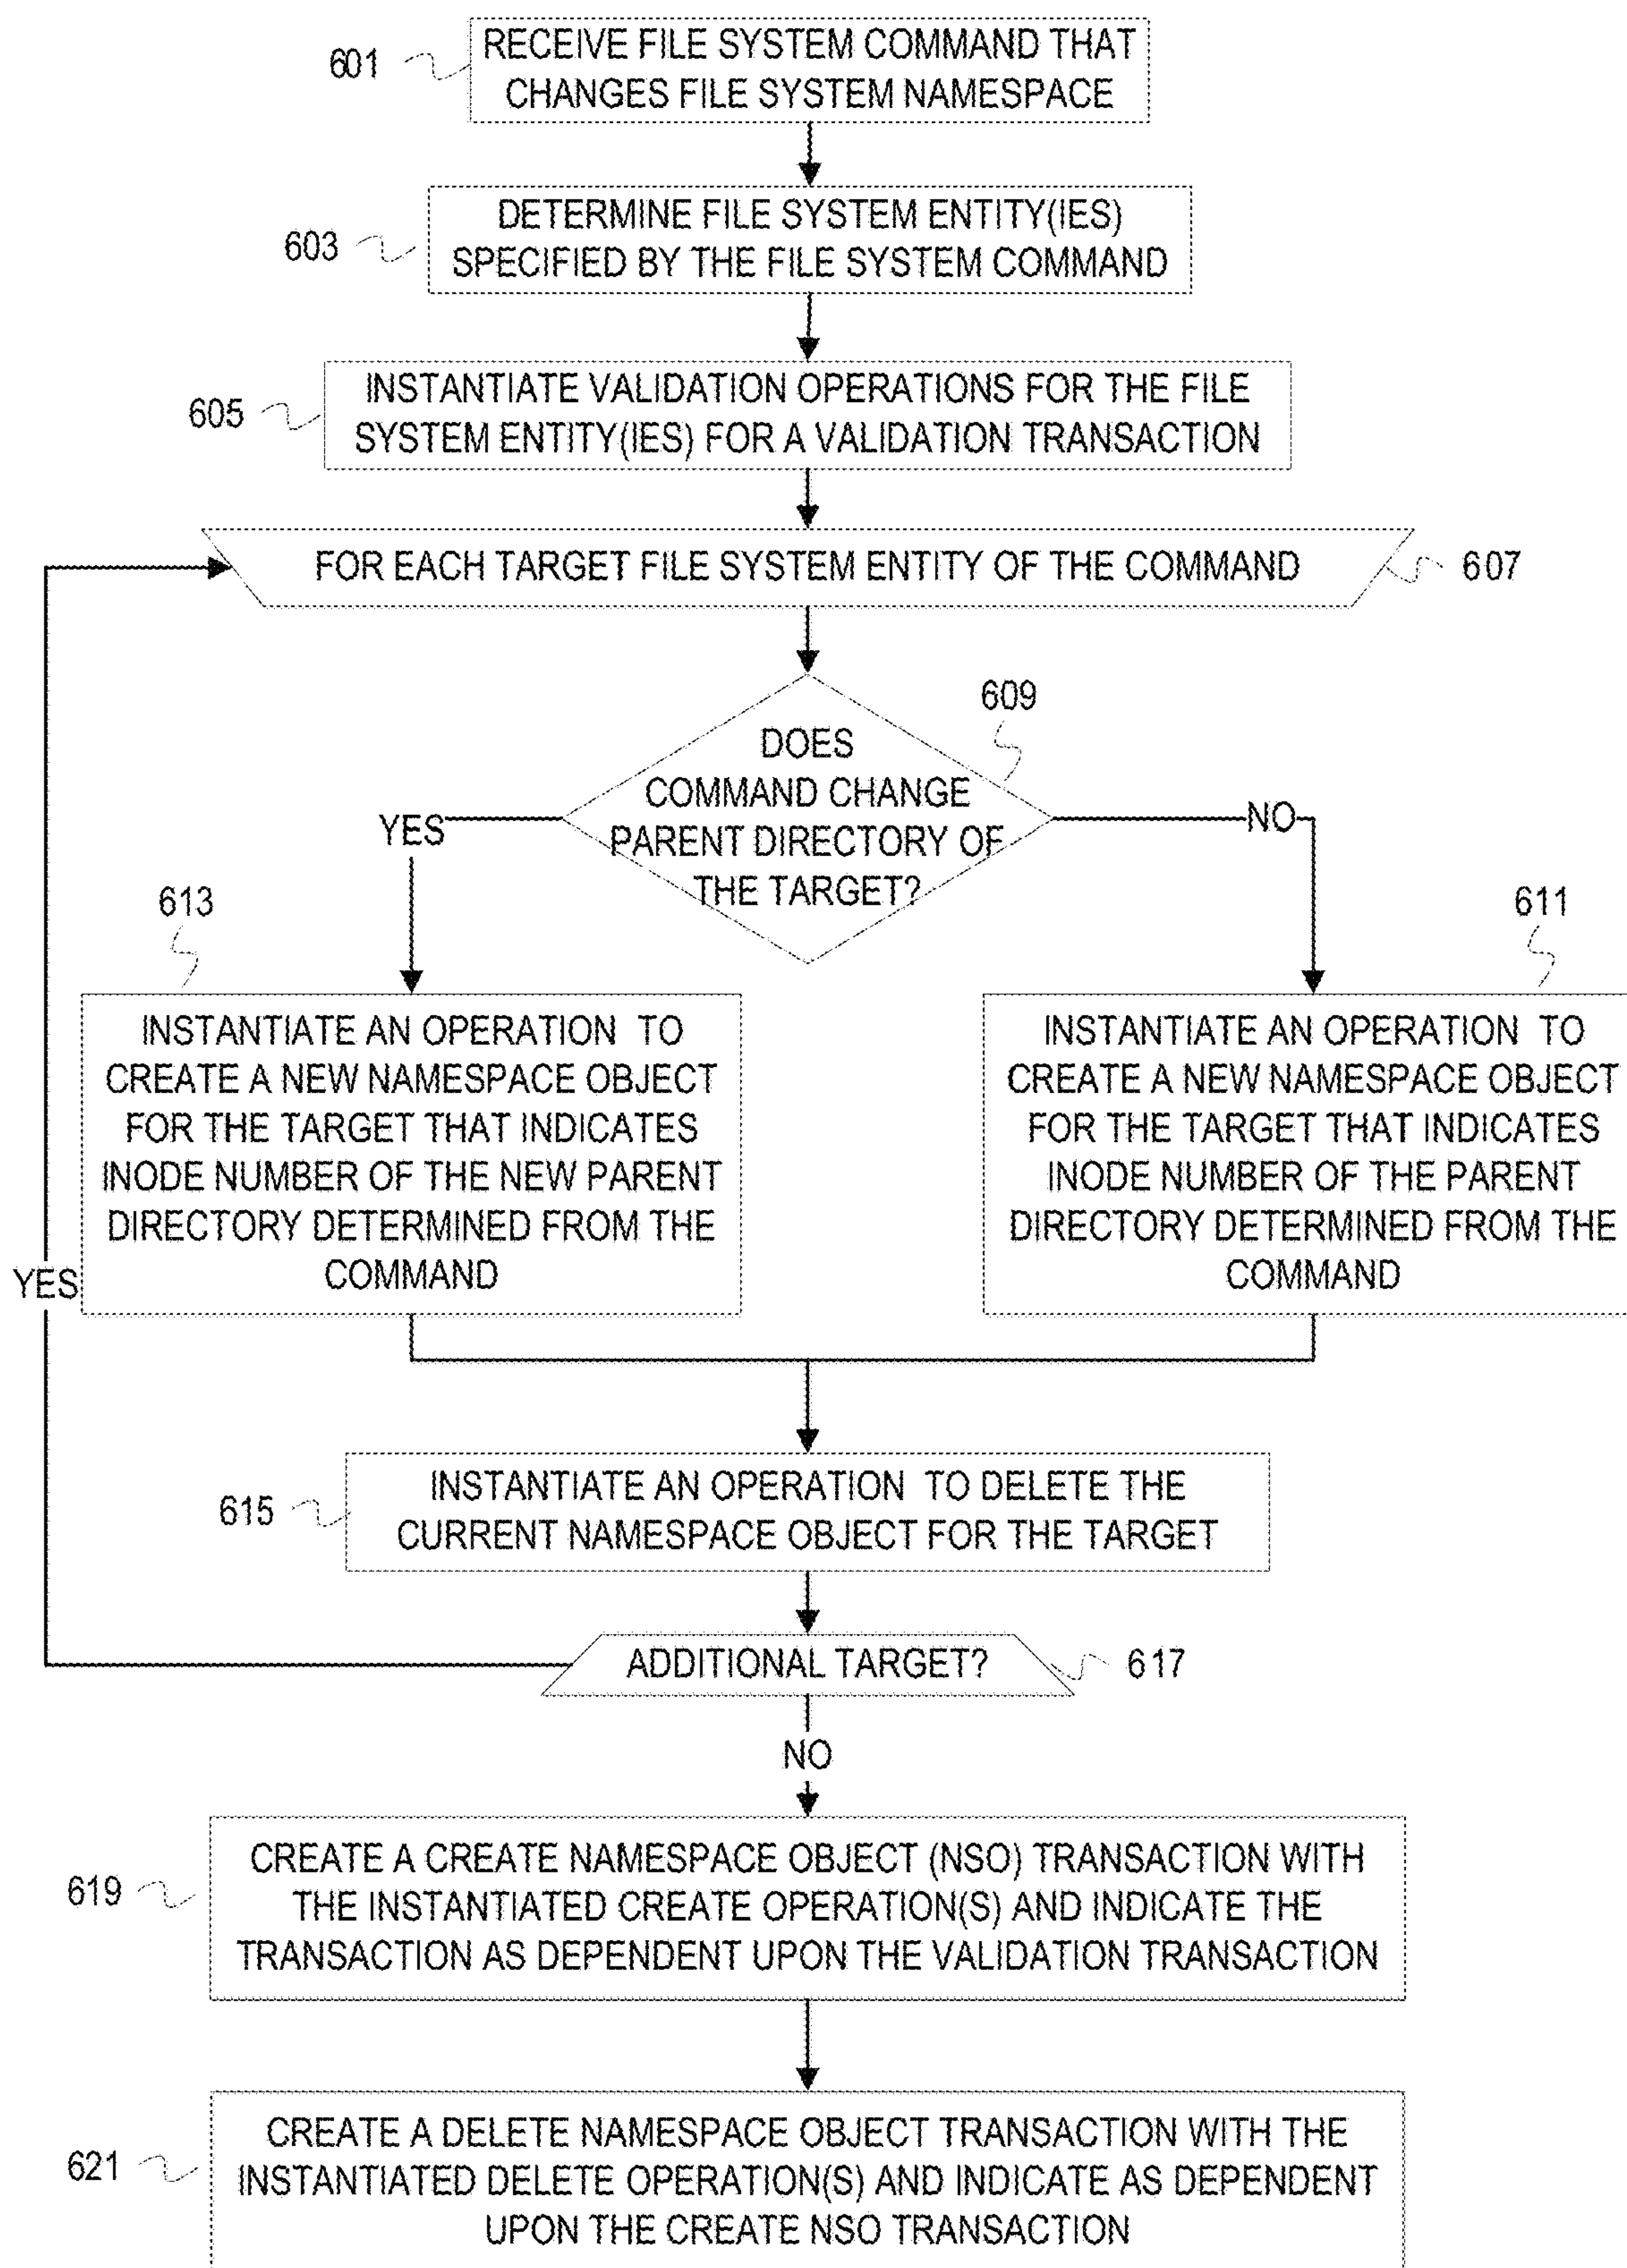 601
RECEIVE FILE SYSTEM COMMAND THAT
CHANGES FILE SYSTEM NAMESPACE
603
DETERMINE FILE SYSTEM ENTITY(IES)
SPECIFIED BY THE FILE SYSTEM COMMAND
605
INSTANTIATE VALIDATION OPERATIONS FOR THE FILE
SYSTEM ENTITY(IES) FOR A VALIDATION TRANSACTION
FOR EACH TARGET FILE SYSTEM ENTITY OF THE COMMAND
607
609
DOES
COMMAND CHANGE
PARENT DIRECTORY OF
THE TARGET?
YES
NO
613
INSTANTIATE AN OPERATION TO
CREATE A NEW NAMESPACE OBJECT
FOR THE TARGET THAT INDICATES
INODE NUMBER OF THE NEW PARENT
DIRECTORY DETERMINED FROM THE
COMMAND
611
INSTANTIATE AN OPERATION TO
CREATE A NEW NAMESPACE OBJECT
FOR THE TARGET THAT INDICATES
INODE NUMBER OF THE PARENT
DIRECTORY DETERMINED FROM THE
COMMAND
YES
615
INSTANTIATE AN OPERATION TO DELETE THE
CURRENT NAMESPACE OBJECT FOR THE TARGET
ADDITIONAL TARGET?
617
NO
619
CREATE A CREATE NAMESPACE OBJECT (NSO) TRANSACTION WITH
THE INSTANTIATED CREATE OPERATION(S) AND INDICATE THE
TRANSACTION AS DEPENDENT UPON THE VALIDATION TRANSACTION
621
CREATE A DELETE NAMESPACE OBJECT TRANSACTION WITH THE
INSTANTIATED DELETE OPERATION(S) AND INDICATE AS DEPENDENT
UPON THE CREATE NSO TRANSACTION